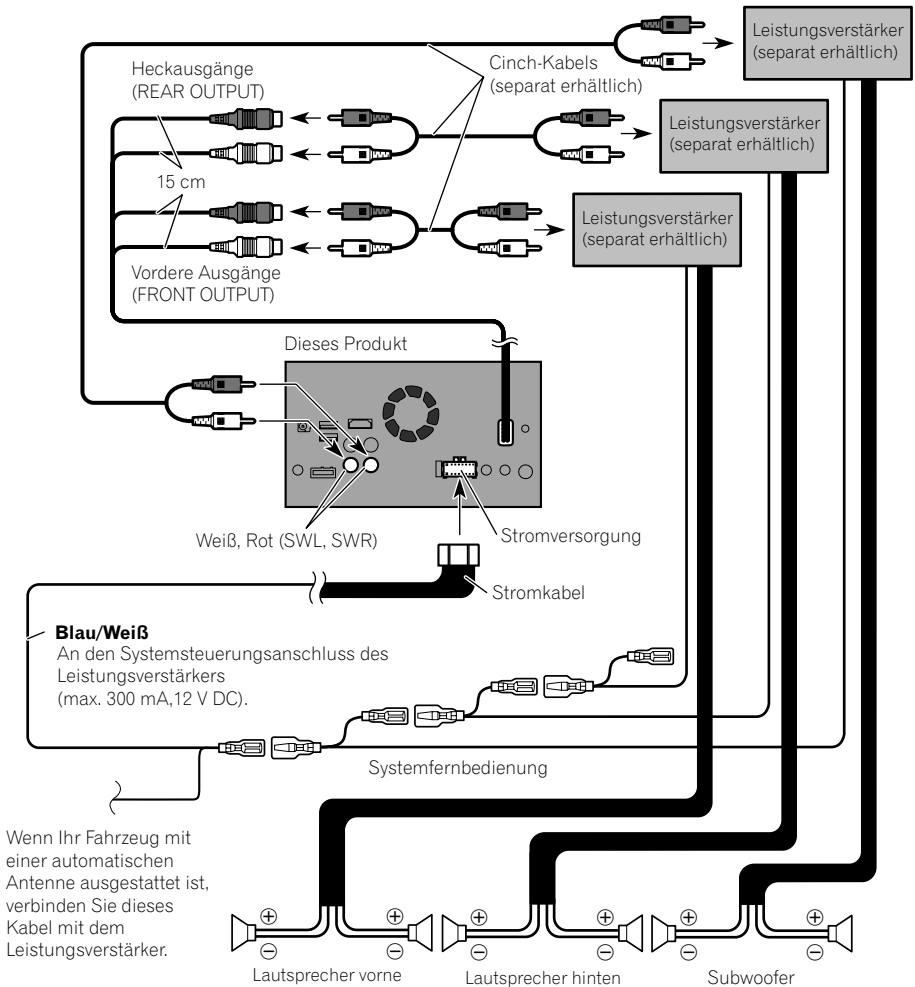 Leistungsverstärker
(separat erhältlich)
Heckausgänge
(REAR OUTPUT)
Cinch-Kabels
(separat erhältlich)
Leistungsverstärker
(separat erhältlich)
15 cm
Leistungsverstärker
(separat erhältlich)
Vordere Ausgänge
(FRONT OUTPUT)
Dieses Produkt
Weiß, Rot (SWL, SWR)
Stromversorgung
Stromkabel
Blau/Weiß
An den Systemsteuerungsanschluss des
Leistungsverstärkers
(max. 300 mA,12 V DC).
Systemfernbedienung
Wenn Ihr Fahrzeug mit
einer automatischen
Antenne ausgestattet ist,
verbinden Sie dieses
Kabel mit dem
Leistungsverstärker.
⊕ ⊕ ⊕ ⊕ ⊕ ⊕
⊖ ⊖ ⊖ ⊖ ⊖ ⊖
Lautsprecher vorne
Lautsprecher hinten
Subwoofer